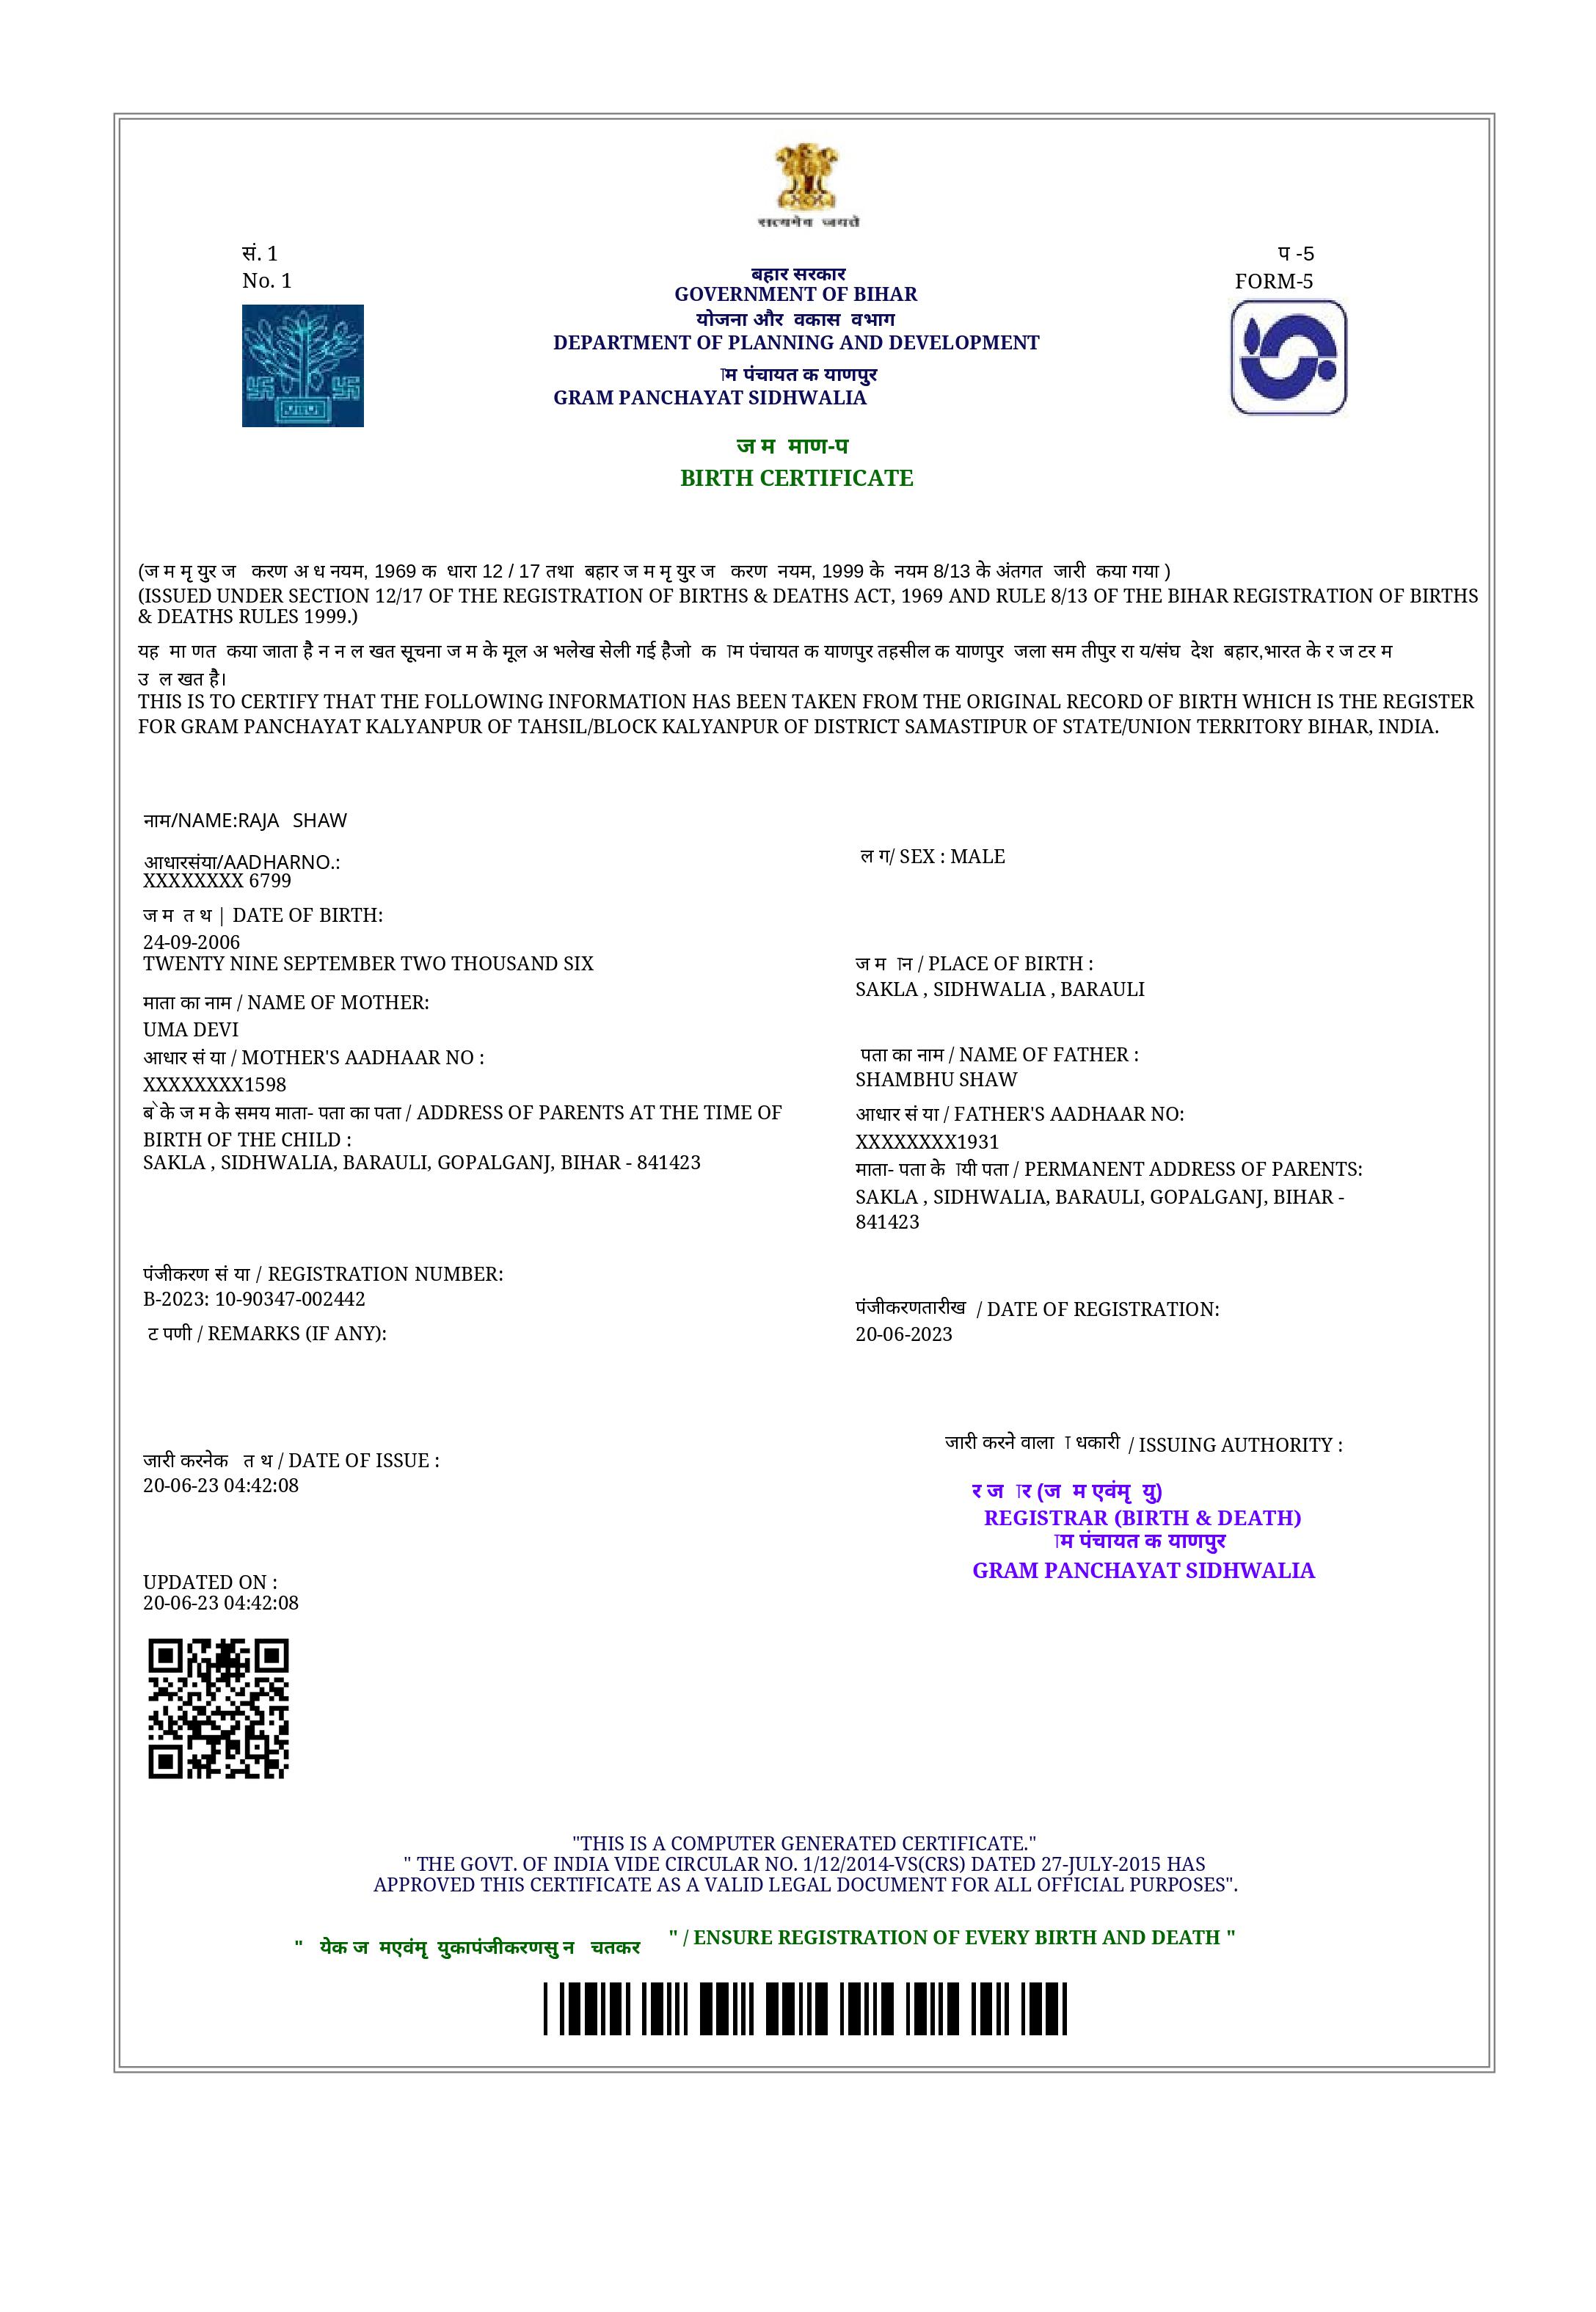 सत्यमेव जयते
सं. 1
No. 1
प -5
FORM-5
बहार सरकार
GOVERNMENT OF BIHAR
योजना और वकास वभाग
DEPARTMENT OF PLANNING AND DEVELOPMENT
ाम पंचायत क याणपुर
GRAM PANCHAYAT SIDHWALIA
ज म माण-प
BIRTH CERTIFICATE
(ज म मृ युर ज करण अ ध नयम, 1969 क धारा 12 / 17 तथा बहार ज म मृ युर ज करण नयम, 1999 के नयम 8/13 के अंतगत जारी कया गया )
(ISSUED UNDER SECTION 12/17 OF THE REGISTRATION OF BIRTHS & DEATHS ACT, 1969 AND RULE 8/13 OF THE BIHAR REGISTRATION OF BIRTHS
& DEATHS RULES 1999.)
यह मा णत कया जाता है न न ल खत सूचना ज म के मूल अ भलेख सेली गई हैजो क ाम पंचायत क याणपुर तहसील क याणपुर जला सम तीपुर रा य/संघ देश बहार,भारत के र ज टर म
उ ल खत है।
THIS IS TO CERTIFY THAT THE FOLLOWING INFORMATION HAS BEEN TAKEN FROM THE ORIGINAL RECORD OF BIRTH WHICH IS THE REGISTER
FOR GRAM PANCHAYAT KALYANPUR OF TAHSIL/BLOCK KALYANPUR OF DISTRICT SAMASTIPUR OF STATE/UNION TERRITORY BIHAR, INDIA.
नाम/NAME:RAJA SHAW
आधारसंया/AADHARNO.:
XXXXXXXX 6799
ल ग/ SEX : MALE
ज म त थ | DATE OF BIRTH:
24-09-2006
TWENTY NINE SEPTEMBER TWO THOUSAND SIX
ज म ान / PLACE OF BIRTH :
SAKLA , SIDHWALIA , BARAULI
माता का नाम / NAME OF MOTHER:
UMA DEVI
पता का नाम / NAME OF FATHER :
SHAMBHU SHAW
आधार सं या / MOTHER'S AADHAAR NO :
XXXXXXXX1598
आधार सं या / FATHER'S AADHAAR NO:
XXXXXXXX1931
ब े के ज म के समय माता- पता का पता / ADDRESS OF PARENTS AT THE TIME OF
BIRTH OF THE CHILD :
SAKLA , SIDHWALIA, BARAULI, GOPALGANJ, BIHAR - 841423
माता- पता के ायी पता / PERMANENT ADDRESS OF PARENTS:
SAKLA , SIDHWALIA, BARAULI, GOPALGANJ, BIHAR -
841423
पंजीकरण सं या / REGISTRATION NUMBER:
B-2023: 10-90347-002442
पंजीकरणतारीख / DATE OF REGISTRATION:
20-06-2023
ट पणी / REMARKS (IF ANY):
जारी करनेक त थ / DATE OF ISSUE :
20-06-23 04:42:08
जारी करने वाला ा धकारी / ISSUING AUTHORITY :
र ज ार (ज म एवंमृ यु)
REGISTRAR (BIRTH & DEATH)
ाम पंचायत क याणपुर
GRAM PANCHAYAT SIDHWALIA
UPDATED ON :
20-06-23 04:42:08
"THIS IS A COMPUTER GENERATED CERTIFICATE."
" THE GOVT. OF INDIA VIDE CIRCULAR NO. 1/12/2014-VS(CRS) DATED 27-JULY-2015 HAS
APPROVED THIS CERTIFICATE AS A VALID LEGAL DOCUMENT FOR ALL OFFICIAL PURPOSES".
" येक ज मएवंमृ युकापंजीकरणसु न चतकर " / ENSURE REGISTRATION OF EVERY BIRTH AND DEATH "